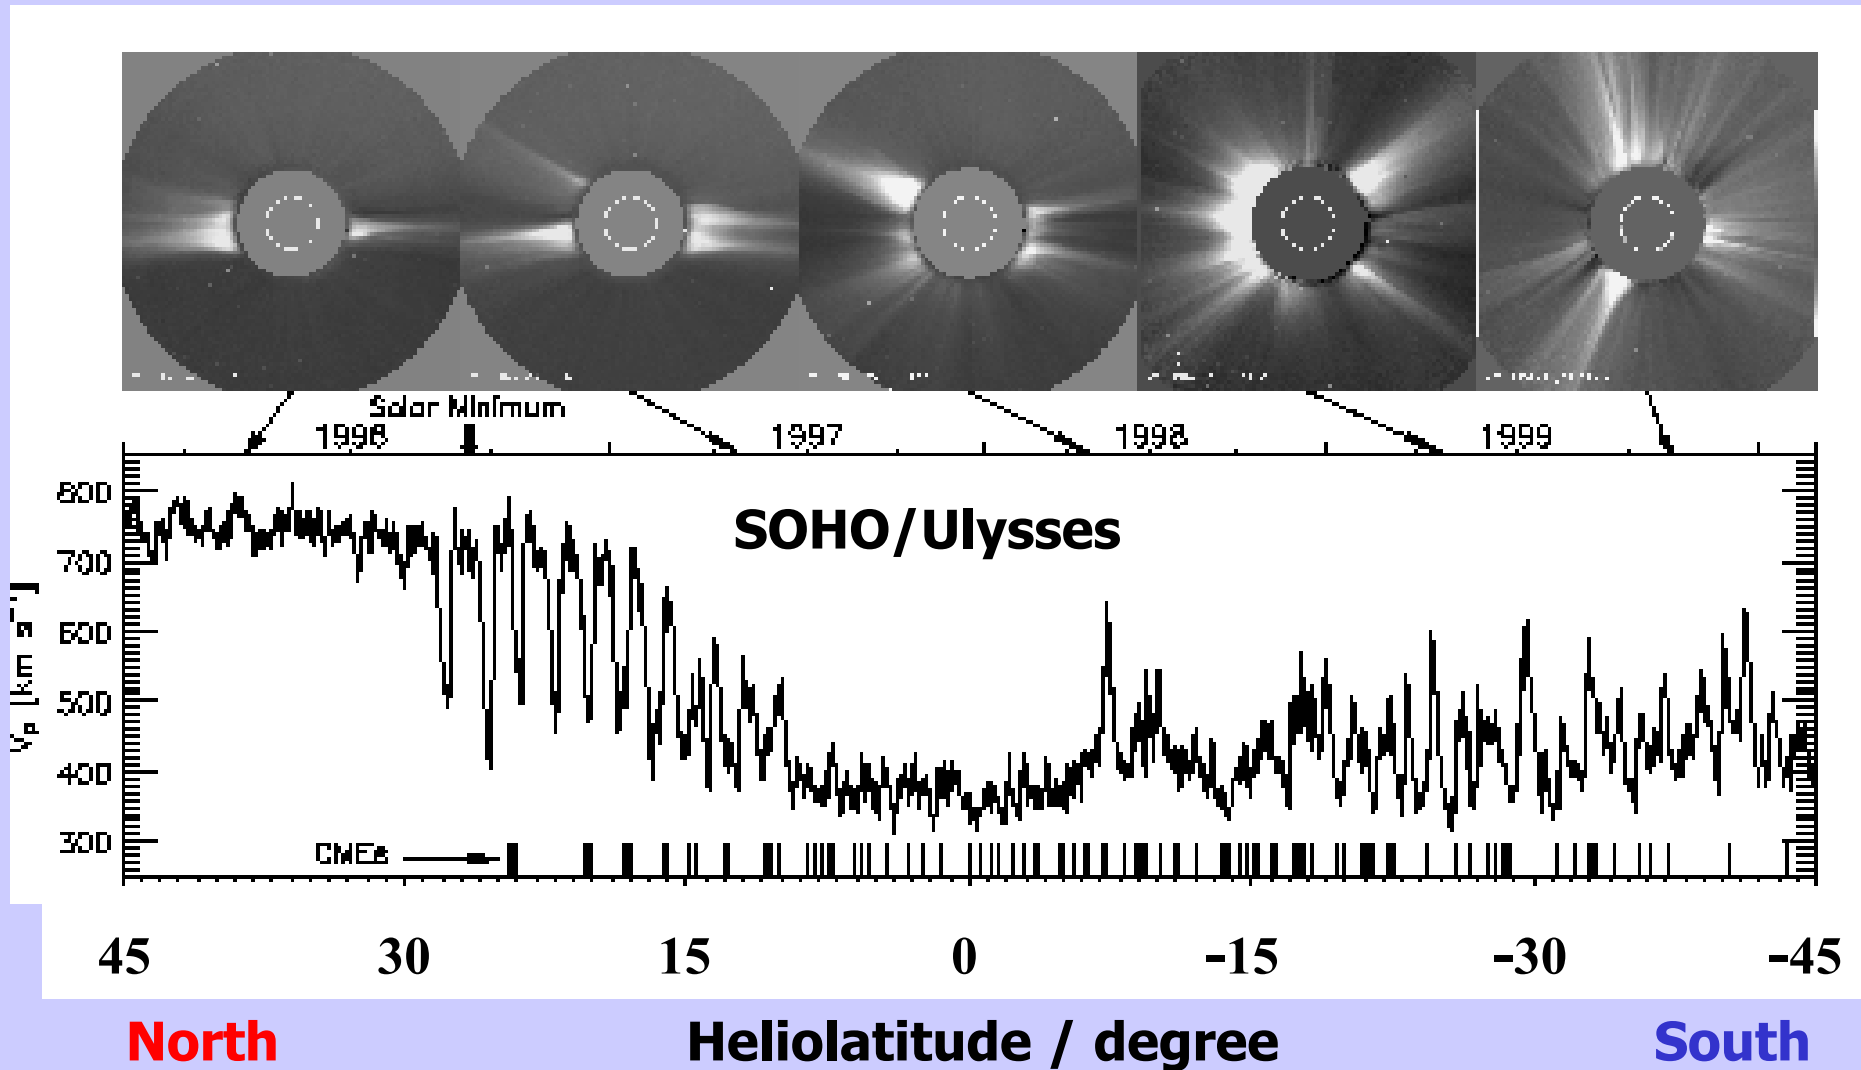 Solar Minimum
1996 1997 1998 1999
SOHO/Ulysses
800
700
600
500
400
300
Vp [km s⁻¹]
CMEs
45 30 15 0 -15 -30 -45
North Heliolatitude / degree South